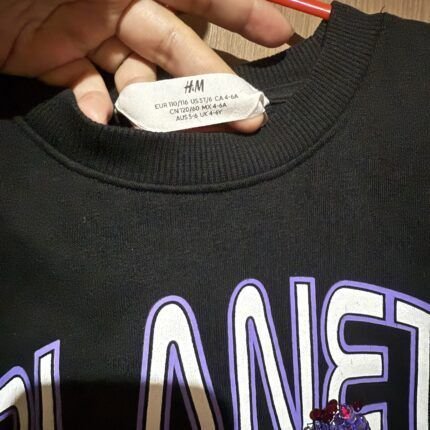 H&M
EUR 110/116 US 5T/6 CA 4-6A
CN 120/60 MX 4-6A
AUS 5-6 UK 4-6Y
PLANET